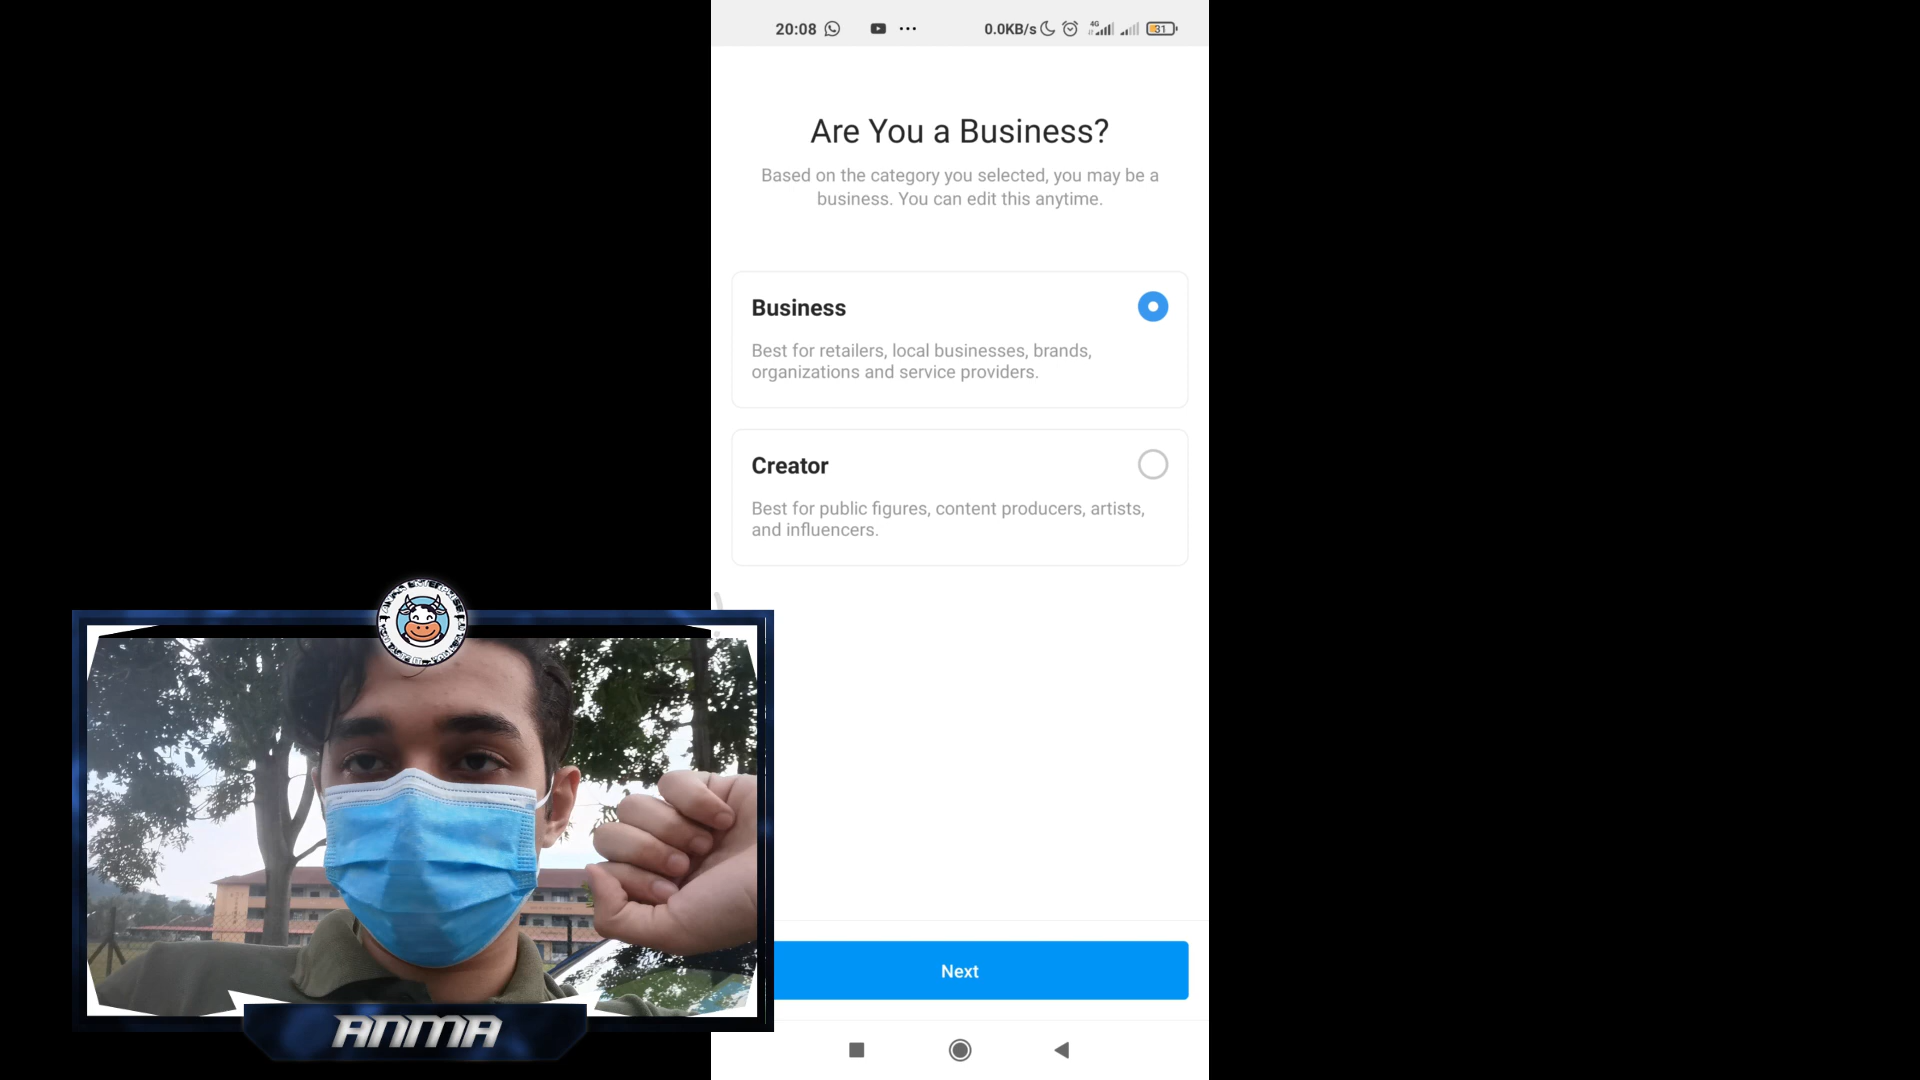 20:08
0.0KB/s
4G
31
Are You a Business?
Based on the category you selected, you may be a
business. You can edit this anytime.
Business
Best for retailers, local businesses, brands,
organizations and service providers.
Creator
Best for public figures, content producers, artists,
and influencers.
Next
ANMA